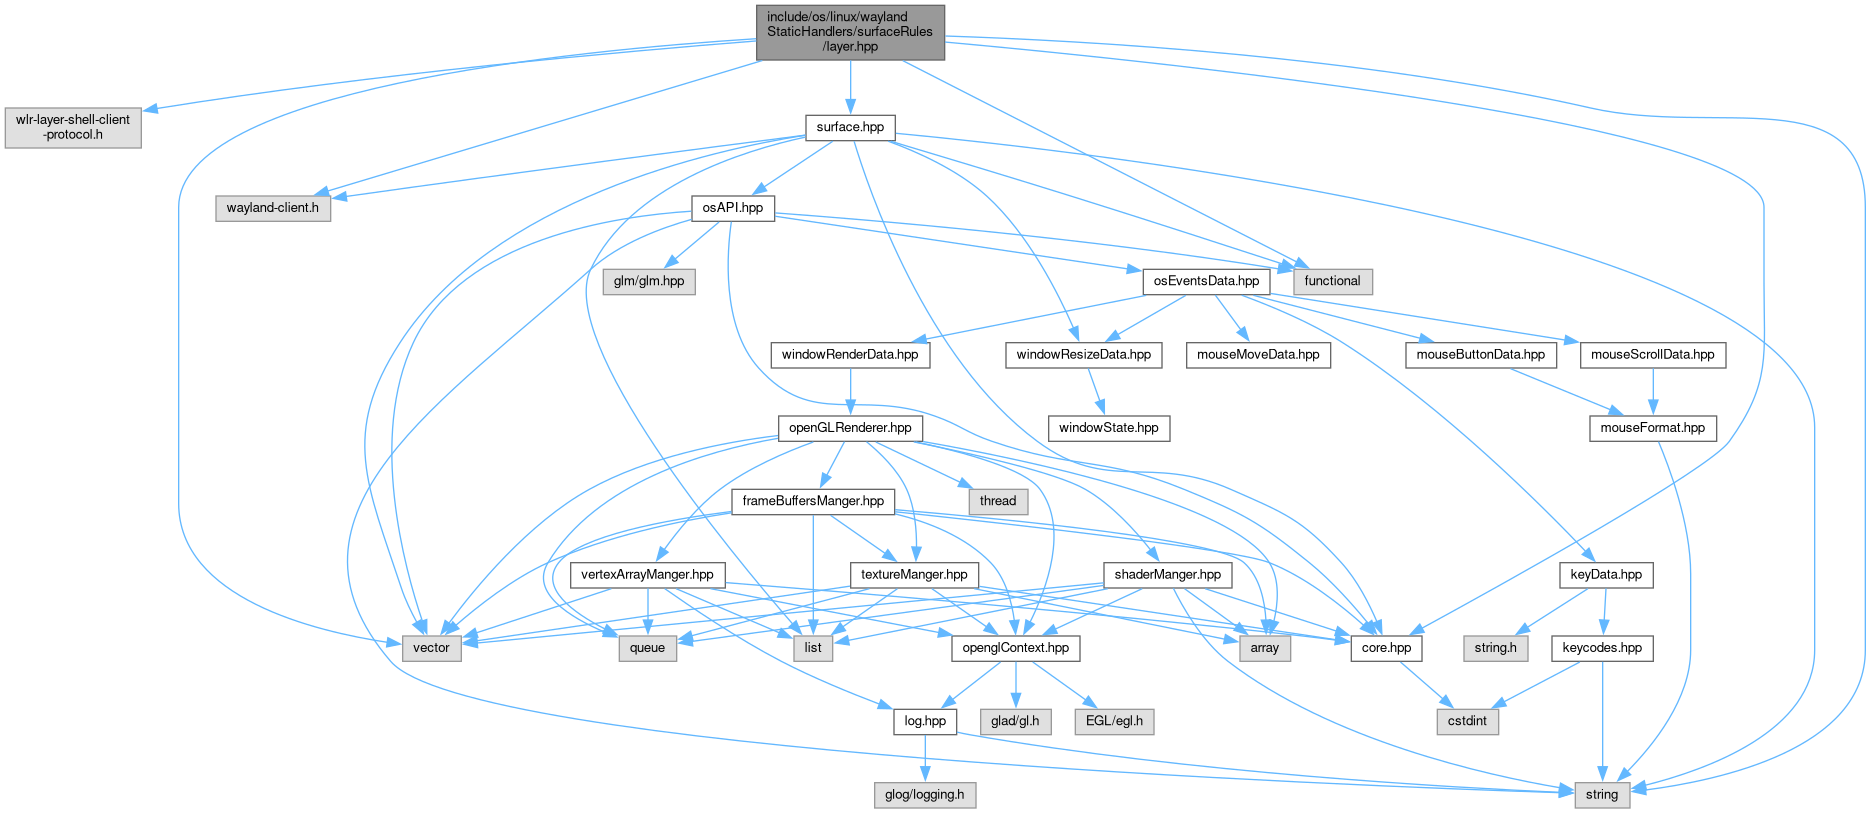 include/os/linux/wayland
StaticHandlers/surfaceRules
/layer.hpp
wlr-layer-shell-client
-protocol.h
surface.hpp
wayland-client.h
osAPI.hpp
glm/glm.hpp
osEventsData.hpp
functional
windowRenderData.hpp
windowResizeData.hpp
mouseMoveData.hpp
mouseButtonData.hpp
mouseScrollData.hpp
openGLRenderer.hpp
windowState.hpp
mouseFormat.hpp
frameBuffersManger.hpp
thread
vertexArrayManger.hpp
textureManger.hpp
shaderManger.hpp
keyData.hpp
vector
queue
list
openglContext.hpp
array
core.hpp
string.h
keycodes.hpp
log.hpp
glad/gl.h
EGL/egl.h
cstdint
glog/logging.h
string